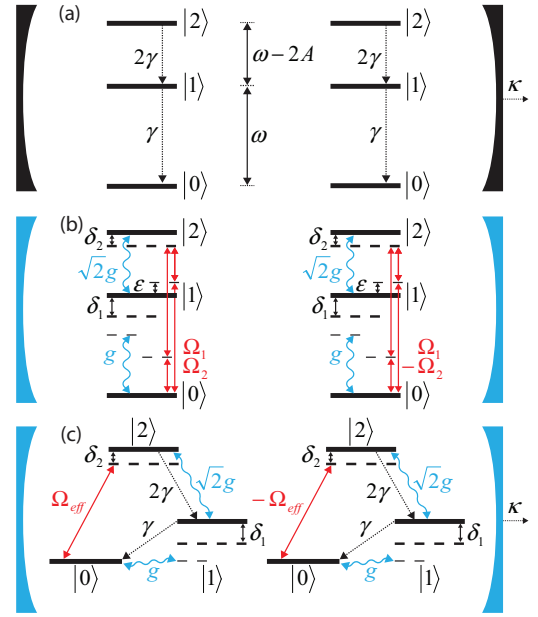 (a) |2⟩ |2⟩
2γ ω−2A 2γ
|1⟩ |1⟩
κ
γ ω γ
|0⟩ |0⟩
(b) |2⟩ |2⟩
δ₂ δ₂
√2g √2g
ε |1⟩ ε |1⟩
δ₁ δ₁
g Ω₁ g Ω₁
Ω₂ −Ω₂
|0⟩ |0⟩
(c) |2⟩ |2⟩
δ₂ δ₂
Ω_eff √2g −Ω_eff √2g
2γ 2γ κ
γ δ₁ γ δ₁
|0⟩ g |1⟩ |0⟩ g |1⟩